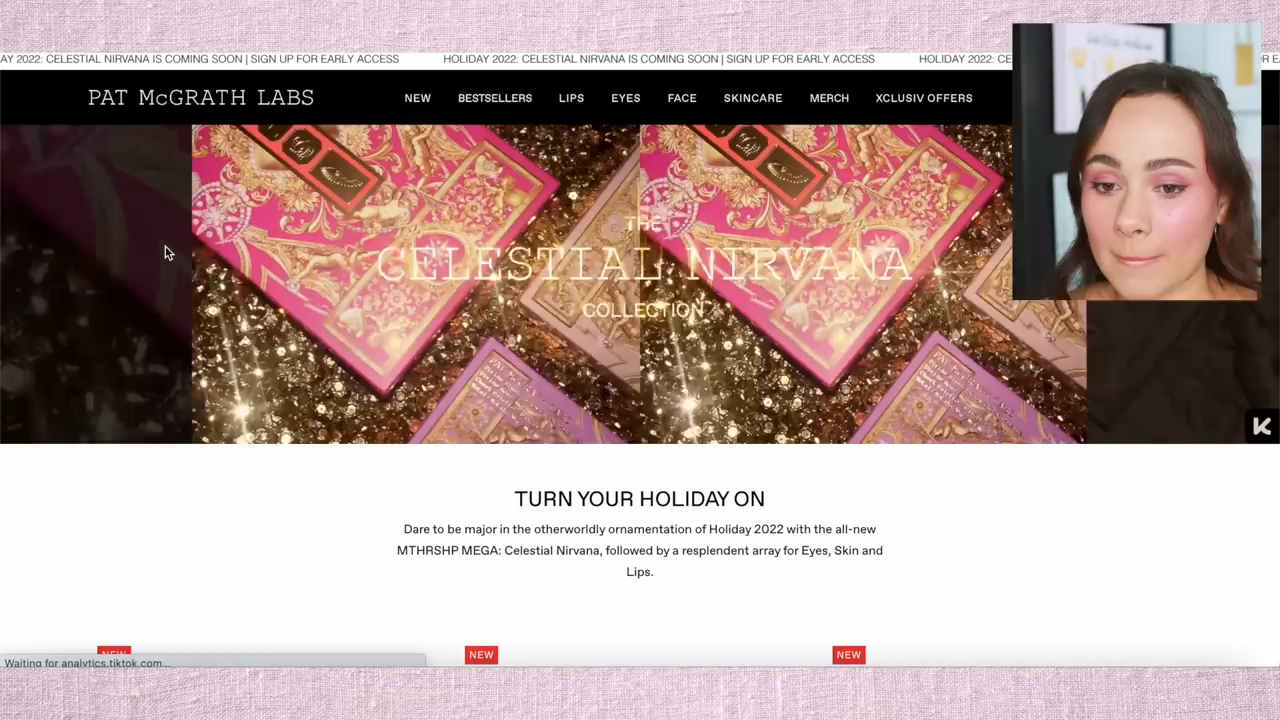 AY 2022: CELESTIAL NIRVANA IS COMING SOON | SIGN UP FOR EARLY ACCESS HOLIDAY 2022: CELESTIAL NIRVANA IS COMING SOON | SIGN UP FOR EARLY ACCESS HOLIDAY 2022: CE
PAT McGRATH LABS NEW BESTSELLERS LIPS EYES FACE SKINCARE MERCH XCLUSIV OFFERS
THE
CELESTIAL NIRVANA
COLLECTION
K
TURN YOUR HOLIDAY ON
Dare to be major in the otherworldly ornamentation of Holiday 2022 with the all-new
MTHRSHP MEGA: Celestial Nirvana, followed by a resplendent array for Eyes, Skin and
Lips.
NEW NEW NEW
Waiting for analytics.tiktok.com...